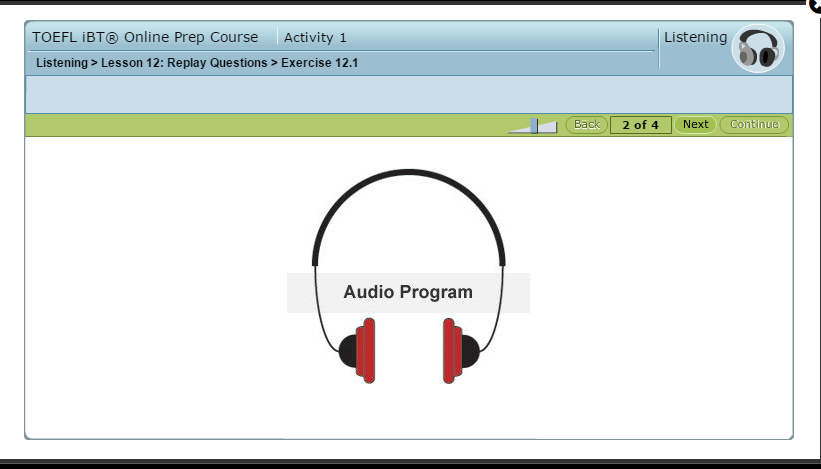 TOEFL iBT® Online Prep Course Activity 1 Listening
Listening > Lesson 12: Replay Questions > Exercise 12.1
Back 2 of 4 Next Continue
Audio Program